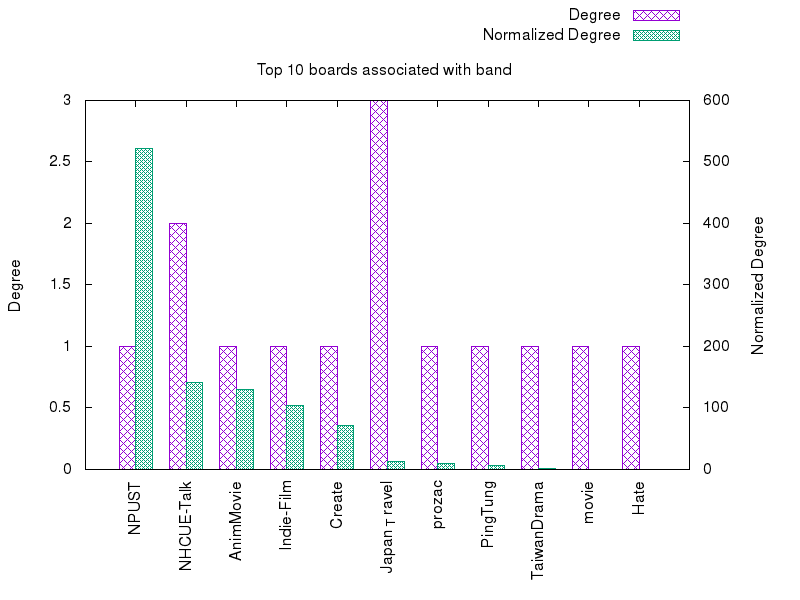 Degree
Normalized Degree
Top 10 boards associated with band
3
2.5
2
1.5
1
0.5
0
600
500
400
300
200
100
0
Degree
Normalized Degree
NPUST
NHCUE-Talk
AnimMovie
Indie-Film
Create
Japan T ravel
prozac
PingTung
TaiwanDrama
movie
Hate